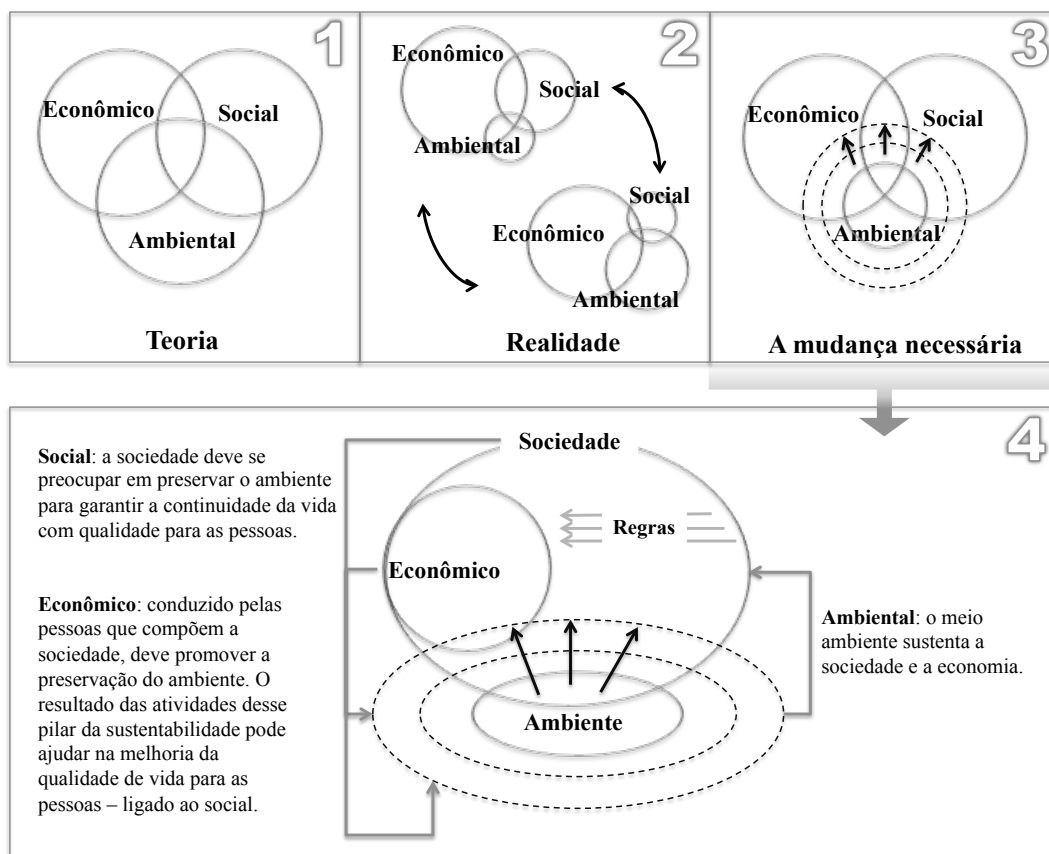 1
Econômico
Social
Ambiental
Teoria
2
Econômico
Social
Ambiental
Social
Econômico
Ambiental
Realidade
3
Econômico
Social
Ambiental
A mudança necessária
4
Social: a sociedade deve se
preocupar em preservar o ambiente
para garantir a continuidade da vida
com qualidade para as pessoas.
Econômico: conduzido pelas
pessoas que compõem a
sociedade, deve promover a
preservação do ambiente. O
resultado das atividades desse
pilar da sustentabilidade pode
ajudar na melhoria da
qualidade de vida para as
pessoas – ligado ao social.
Sociedade
Regras
Econômico
Ambiente
Ambiental: o meio
ambiente sustenta a
sociedade e a economia.